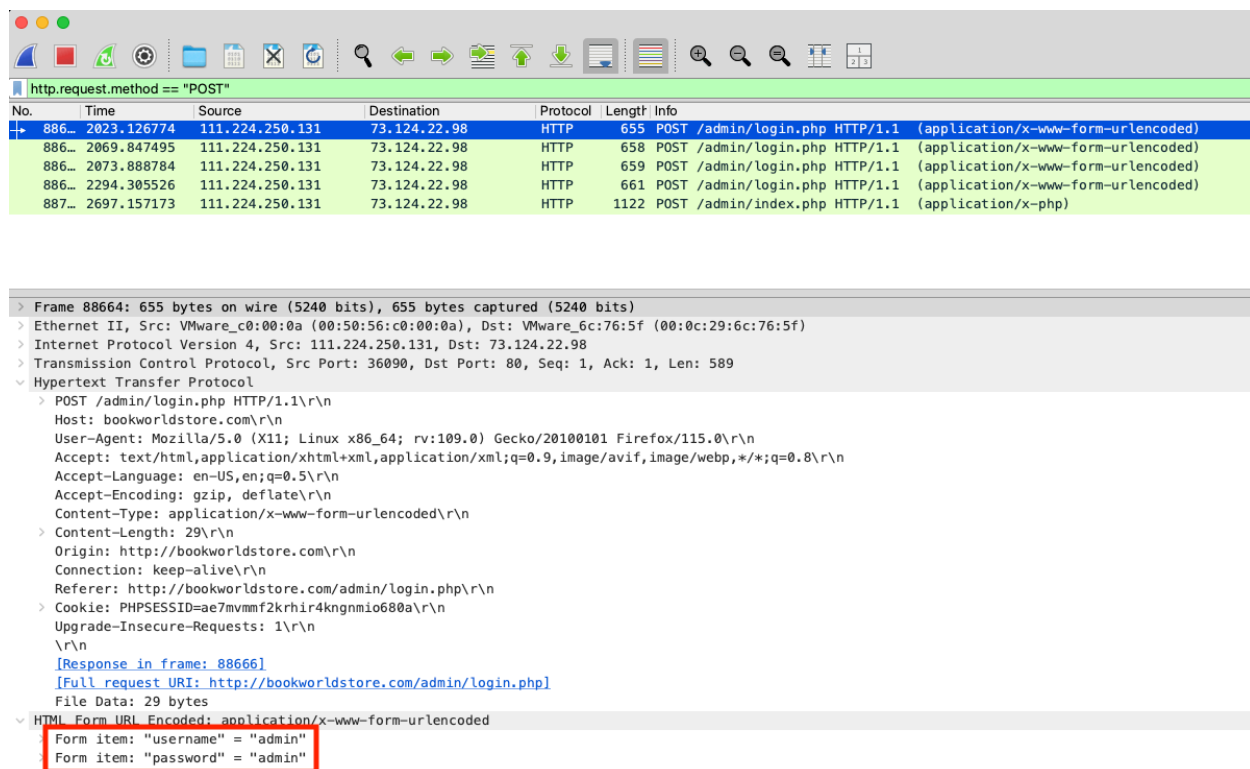 http.request.method == "POST"
No. Time Source Destination Protocol Length Info
886… 2023.126774 111.224.250.131 73.124.22.98 HTTP 655 POST /admin/login.php HTTP/1.1 (application/x-www-form-urlencoded)
886… 2069.847495 111.224.250.131 73.124.22.98 HTTP 658 POST /admin/login.php HTTP/1.1 (application/x-www-form-urlencoded)
886… 2073.888784 111.224.250.131 73.124.22.98 HTTP 659 POST /admin/login.php HTTP/1.1 (application/x-www-form-urlencoded)
886… 2294.305526 111.224.250.131 73.124.22.98 HTTP 661 POST /admin/login.php HTTP/1.1 (application/x-www-form-urlencoded)
887… 2697.157173 111.224.250.131 73.124.22.98 HTTP 1122 POST /admin/index.php HTTP/1.1 (application/x-php)
Frame 88664: 655 bytes on wire (5240 bits), 655 bytes captured (5240 bits)
Ethernet II, Src: VMware_c0:00:0a (00:50:56:c0:00:0a), Dst: VMware_6c:76:5f (00:0c:29:6c:76:5f)
Internet Protocol Version 4, Src: 111.224.250.131, Dst: 73.124.22.98
Transmission Control Protocol, Src Port: 36090, Dst Port: 80, Seq: 1, Ack: 1, Len: 589
Hypertext Transfer Protocol
POST /admin/login.php HTTP/1.1\r\n
Host: bookworldstore.com\r\n
User-Agent: Mozilla/5.0 (X11; Linux x86_64; rv:109.0) Gecko/20100101 Firefox/115.0\r\n
Accept: text/html,application/xhtml+xml,application/xml;q=0.9,image/avif,image/webp,*/*;q=0.8\r\n
Accept-Language: en-US,en;q=0.5\r\n
Accept-Encoding: gzip, deflate\r\n
Content-Type: application/x-www-form-urlencoded\r\n
Content-Length: 29\r\n
Origin: http://bookworldstore.com\r\n
Connection: keep-alive\r\n
Referer: http://bookworldstore.com/admin/login.php\r\n
Cookie: PHPSESSID=ae7mvmmf2krhir4kngnmio680a\r\n
Upgrade-Insecure-Requests: 1\r\n
\r\n
[Response in frame: 88666]
[Full request URI: http://bookworldstore.com/admin/login.php]
File Data: 29 bytes
HTML Form URL Encoded: application/x-www-form-urlencoded
Form item: "username" = "admin"
Form item: "password" = "admin"